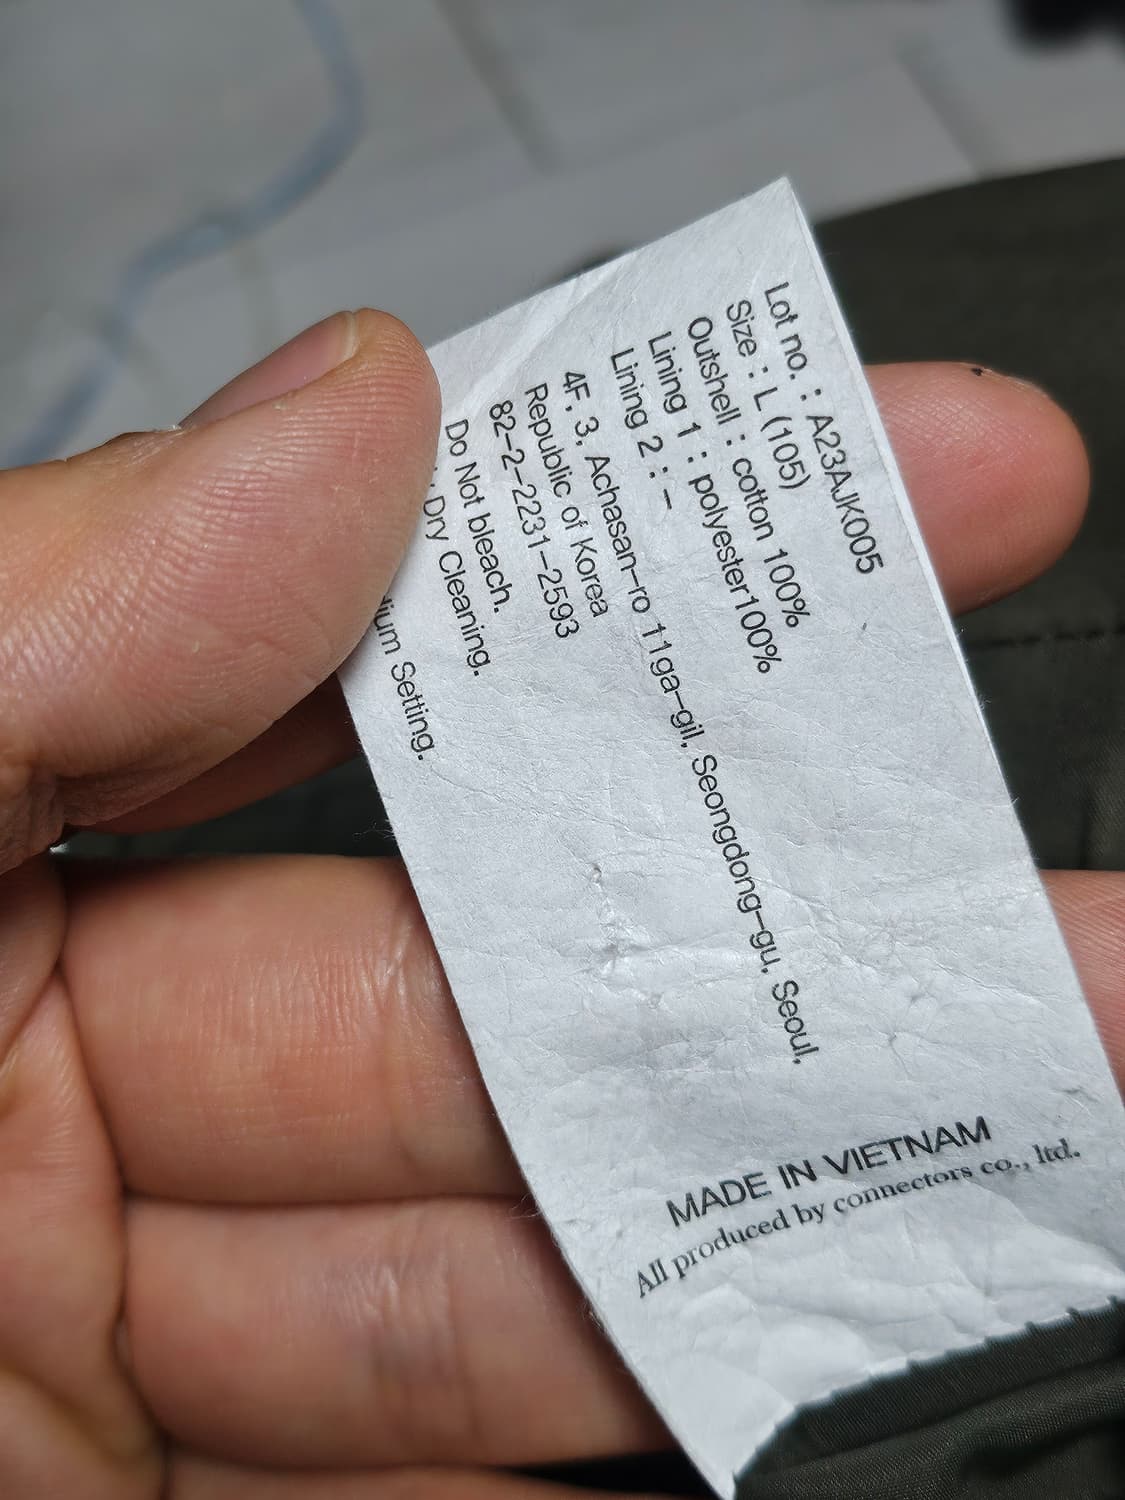 Lot no. : A23AJK005
Size : L (105)
Outshell : cotton 100%
Lining 1 : polyester100%
Lining 2 : -
4F, 3, Achasan-ro 11ga-gil, Seongdong-gu, Seoul,
Republic of Korea
82-2-2231-2593
Do Not bleach.
Dry Cleaning.
Setting.
MADE IN VIETNAM
All produced by connectors co., ltd.